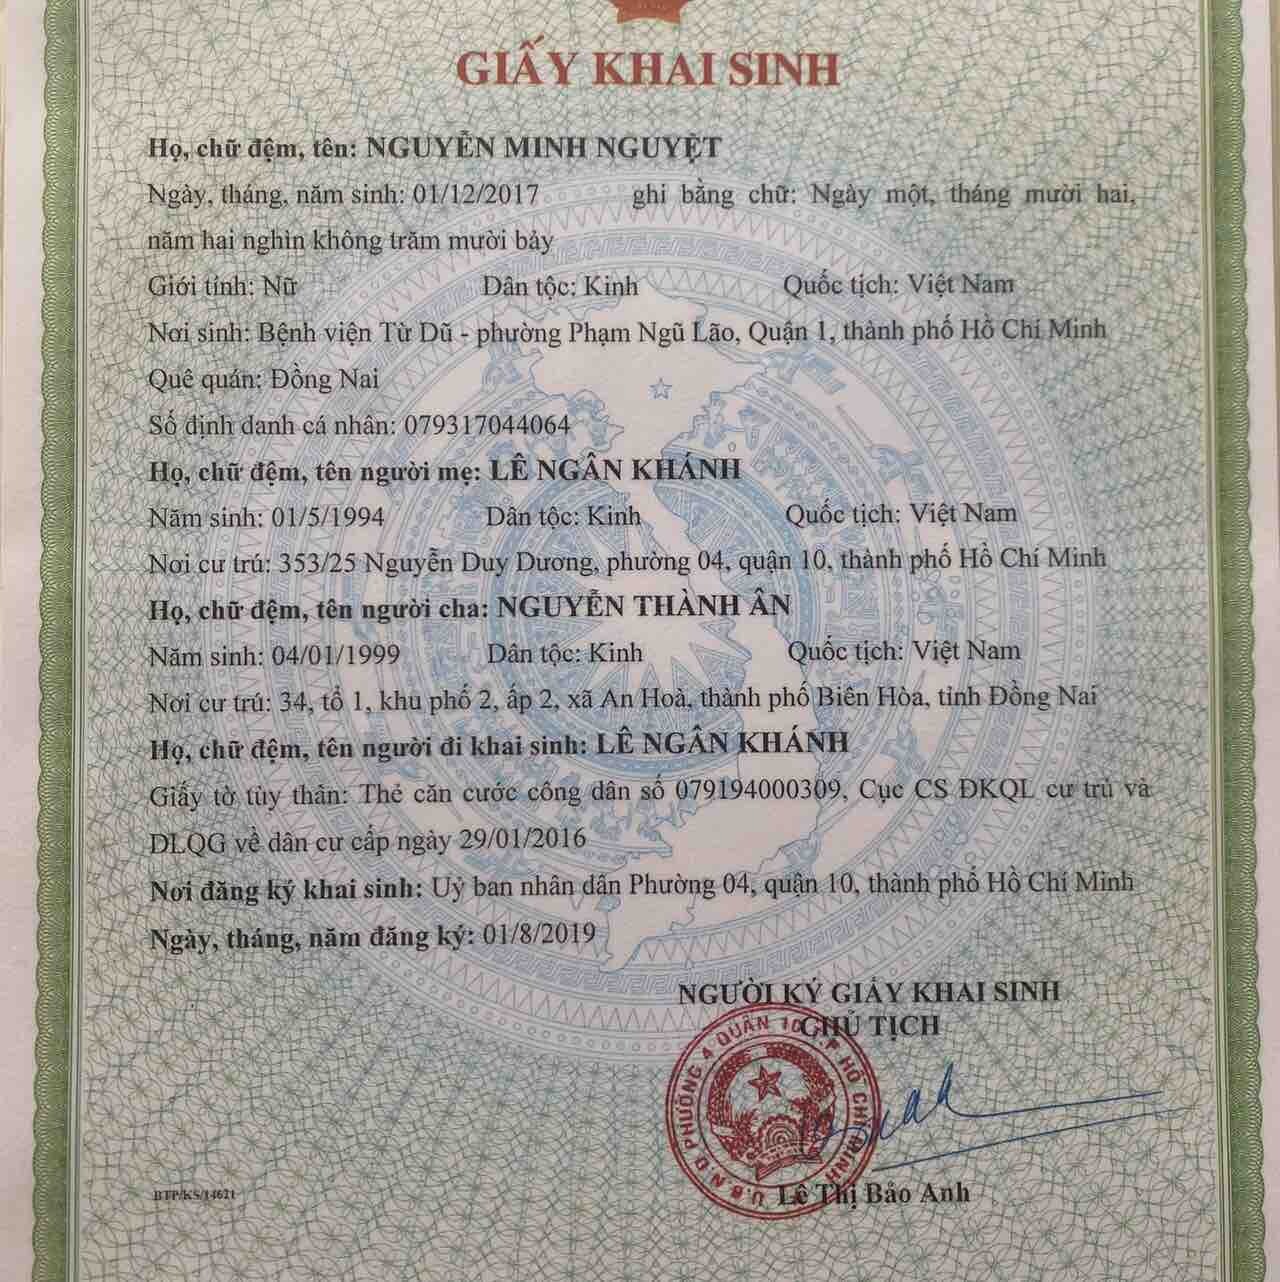 GIẤY KHAI SINH
Họ, chữ đệm, tên: NGUYỄN MINH NGUYỆT
Ngày, tháng, năm sinh: 01/12/2017 ghi bằng chữ: Ngày một, tháng mười hai,
năm hai nghìn không trăm mười bảy
Giới tính: Nữ Dân tộc: Kinh Quốc tịch: Việt Nam
Nơi sinh: Bệnh viện Từ Dũ - phường Phạm Ngũ Lão, Quận 1, thành phố Hồ Chí Minh
Quê quán: Đồng Nai
Số định danh cá nhân: 079317044064
Họ, chữ đệm, tên người mẹ: LÊ NGÂN KHÁNH
Năm sinh: 01/5/1994 Dân tộc: Kinh Quốc tịch: Việt Nam
Nơi cư trú: 353/25 Nguyễn Duy Dương, phường 04, quận 10, thành phố Hồ Chí Minh
Họ, chữ đệm, tên người cha: NGUYỄN THÀNH ÂN
Năm sinh: 04/01/1999 Dân tộc: Kinh Quốc tịch: Việt Nam
Nơi cư trú: 34, tổ 1, khu phố 2, ấp 2, xã An Hoà, thành phố Biên Hòa, tỉnh Đồng Nai
Họ, chữ đệm, tên người đi khai sinh: LÊ NGÂN KHÁNH
Giấy tờ tùy thân: Thẻ căn cước công dân số 079194000309, Cục CS ĐKQL cư trú và
DLQG về dân cư cấp ngày 29/01/2016
Nơi đăng ký khai sinh: Uỷ ban nhân dân Phường 04, quận 10, thành phố Hồ Chí Minh
Ngày, tháng, năm đăng ký: 01/8/2019
NGƯỜI KÝ GIẤY KHAI SINH
CHỦ TỊCH
U.B.N.D PHƯỜNG 4 QUẬN 10 T.P HỒ CHÍ MINH
Lê Thị Bảo Anh
BTP/KS/14621